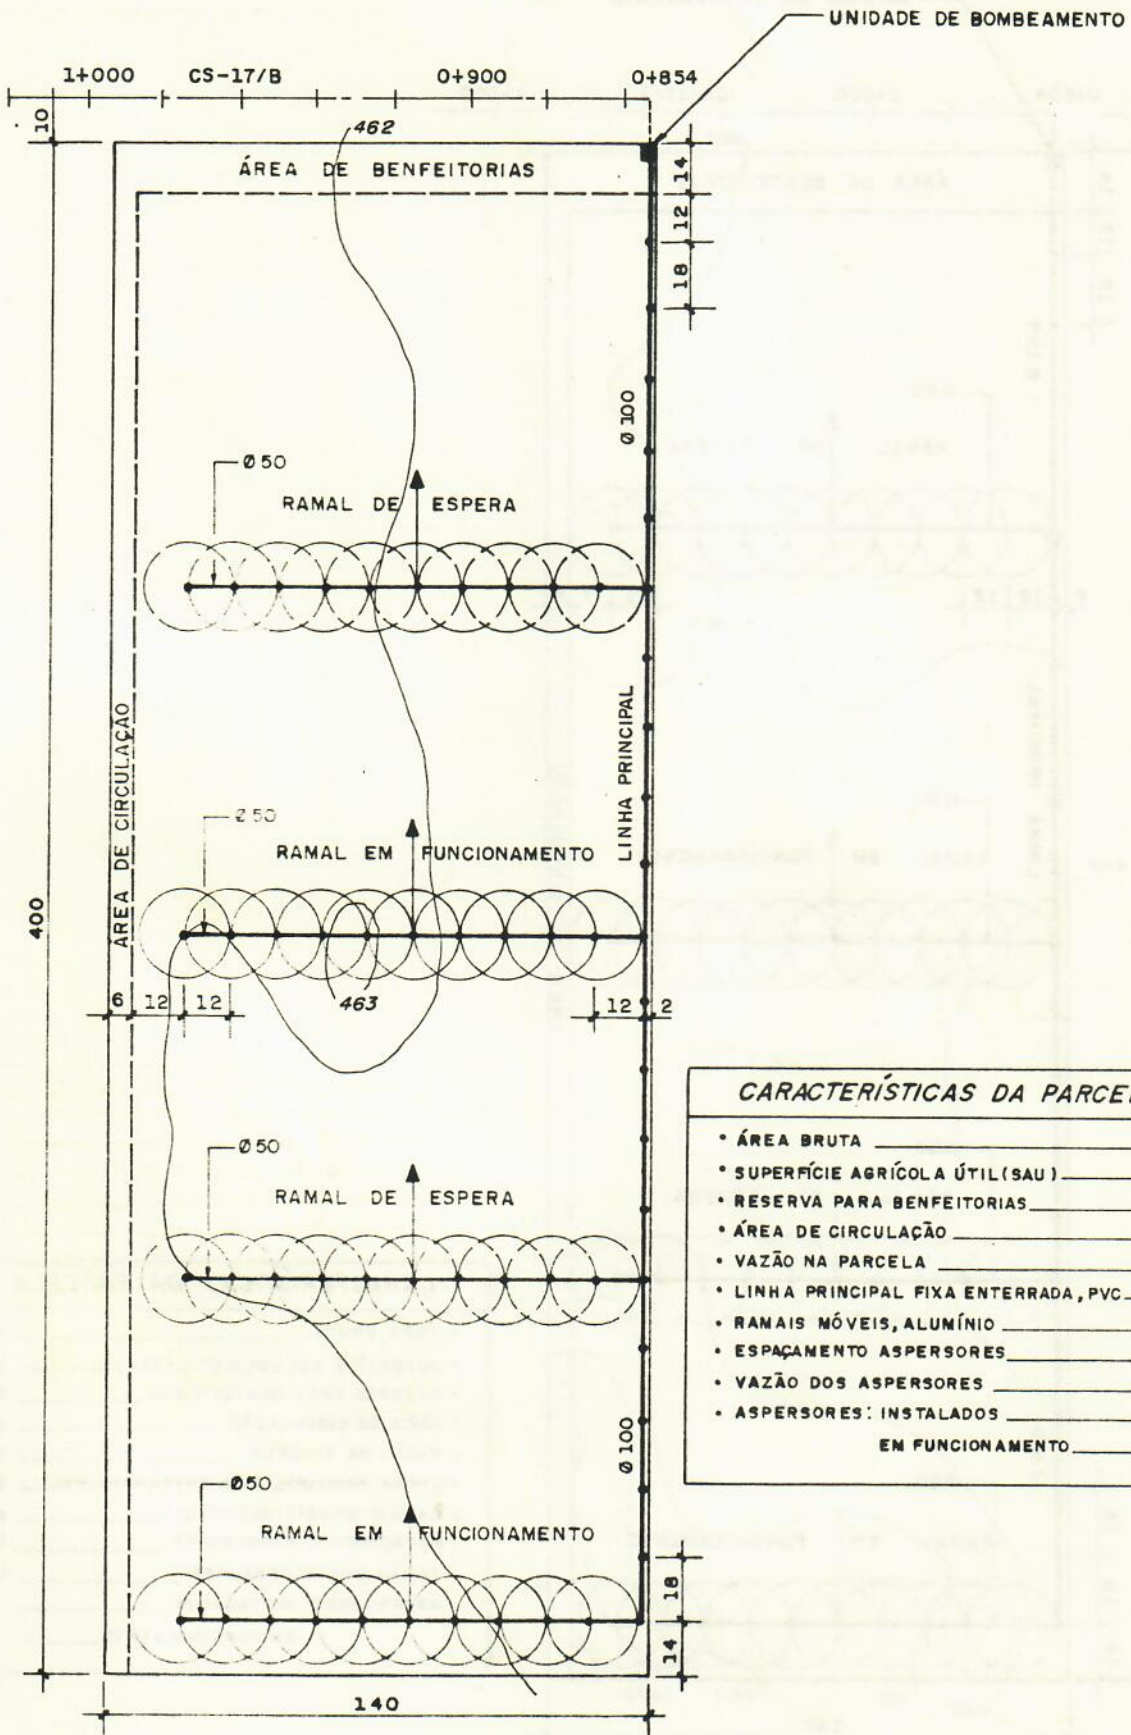 UNIDADE DE BOMBEAMENTO
1+000 CS-17/B 0+900 0+854
10
462
ÁREA DE BENFEITORIAS
14
12
18
Ø 100
Ø 50
RAMAL DE ESPERA
ÁREA DE CIRCULAÇÃO
LINHA PRINCIPAL
Ø 50
RAMAL EM FUNCIONAMENTO
400
463
6 12 12 12 2
CARACTERÍSTICAS DA PARCE
• ÁREA BRUTA
• SUPERFÍCIE AGRÍCOLA ÚTIL(SAU)
• RESERVA PARA BENFEITORIAS
• ÁREA DE CIRCULAÇÃO
• VAZÃO NA PARCELA
• LINHA PRINCIPAL FIXA ENTERRADA, PVC
• RAMAIS MÓVEIS, ALUMÍNIO
• ESPAÇAMENTO ASPERSORES
• VAZÃO DOS ASPERSORES
• ASPERSORES: INSTALADOS
EM FUNCIONAMENTO
Ø 50
RAMAL DE ESPERA
Ø 100
Ø50
RAMAL EM FUNCIONAMENTO
18
14
140